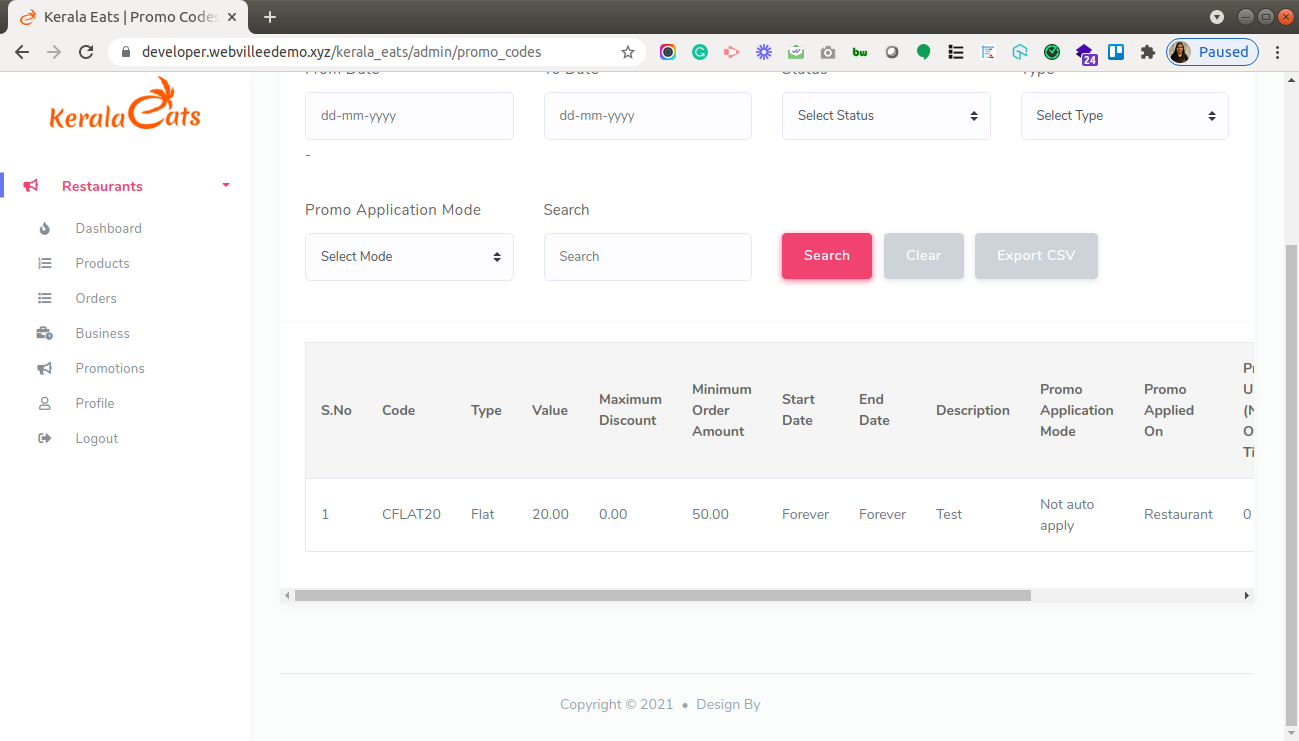 Kerala Eats | Promo Codes
developer.webvilleedemo.xyz/kerala_eats/admin/promo_codes
bw
24
Paused
Kerala Eats
From Date To Date Status Type
dd-mm-yyyy dd-mm-yyyy Select Status Select Type
-
Restaurants
Dashboard
Products
Orders
Business
Promotions
Profile
Logout
Promo Application Mode Search
Select Mode Search Search Clear Export CSV
S.No Code Type Value Maximum Discount Minimum Order Amount Start Date End Date Description Promo Application Mode Promo Applied On
1 CFLAT20 Flat 20.00 0.00 50.00 Forever Forever Test Not auto apply Restaurant 0
Copyright © 2021 • Design By